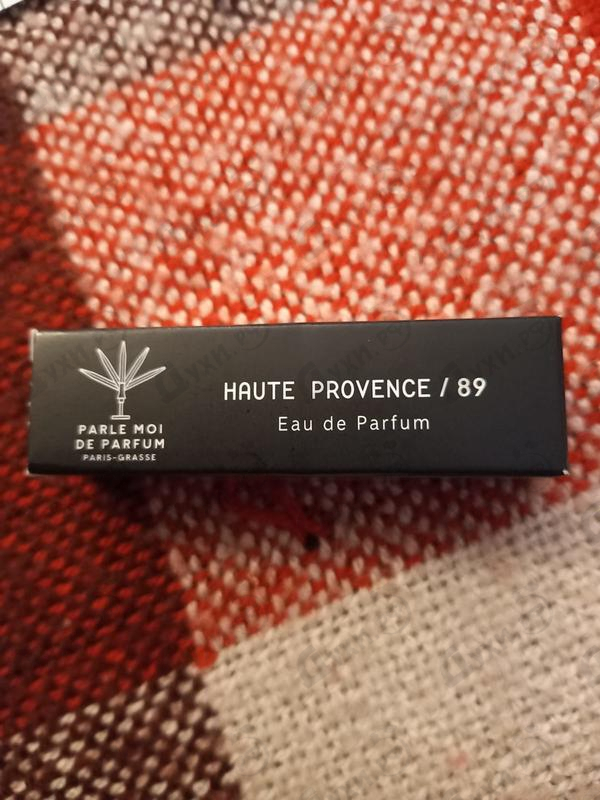 PARLE MOI
DE PARFUM
PARIS-GRASSE
HAUTE PROVENCE / 89
Eau de Parfum